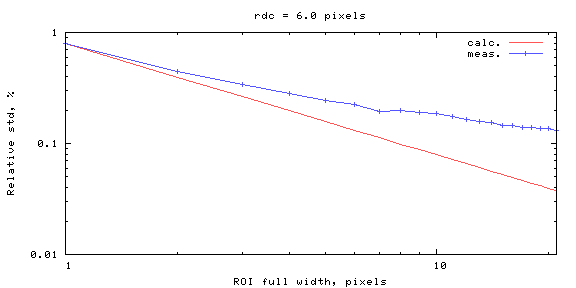 rdc = 6.0 pixels
1
calc.
meas.
0.1
Relative std, %
0.01
1
10
ROI full width, pixels